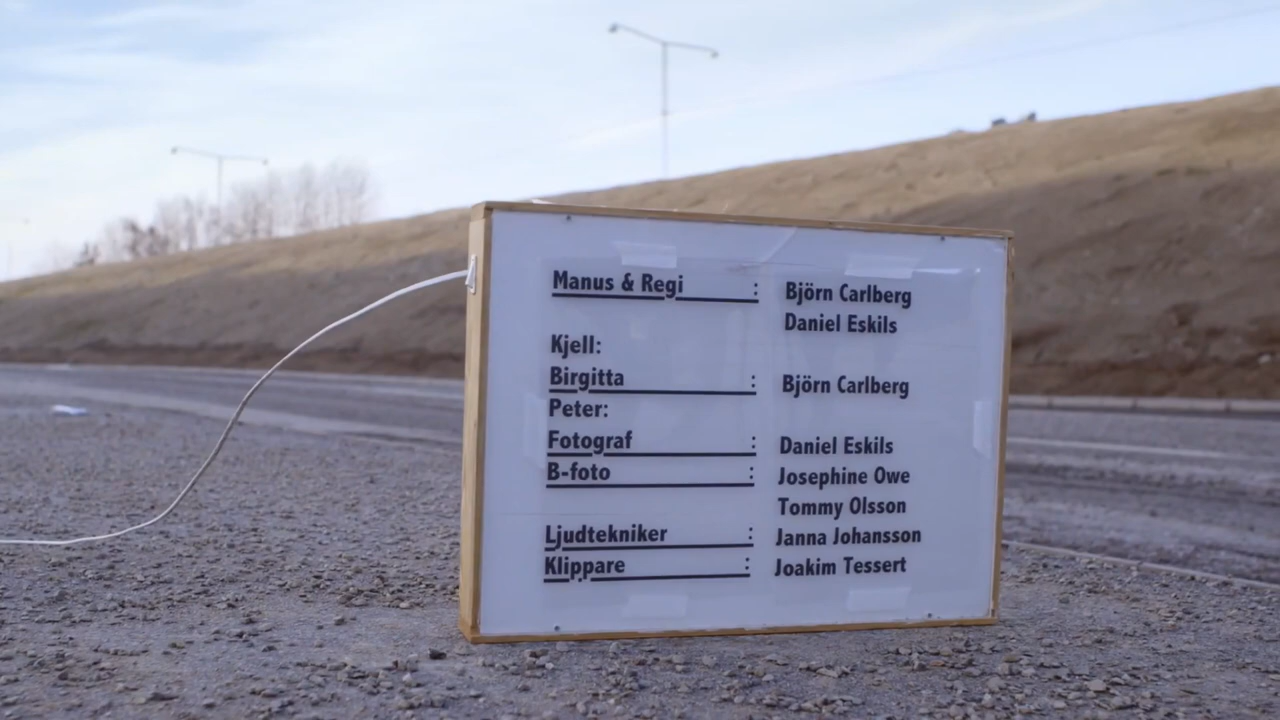 Manus & Regi : Björn Carlberg
Daniel Eskils
Kjell:
Birgitta : Björn Carlberg
Peter:
Fotograf : Daniel Eskils
B-foto : Josephine Owe
Tommy Olsson
Ljudtekniker : Janna Johansson
Klippare : Joakim Tessert